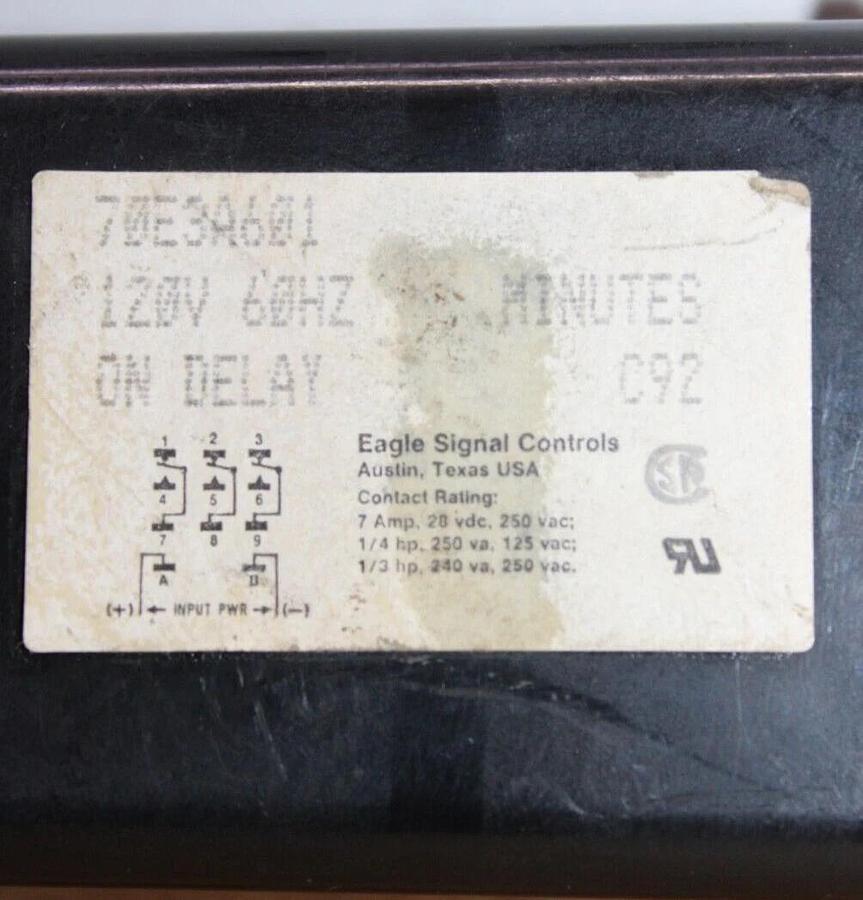 70E3A601
120V 60HZ MINUTES
ON DELAY C92
1 2 3
4 5 6
7 8 9
A B
(+) ← INPUT PWR → (−)
Eagle Signal Controls
Austin, Texas USA
Contact Rating:
7 Amp, 28 vdc, 250 vac;
1/4 hp, 250 va, 125 vac;
1/3 hp, 240 va, 250 vac.